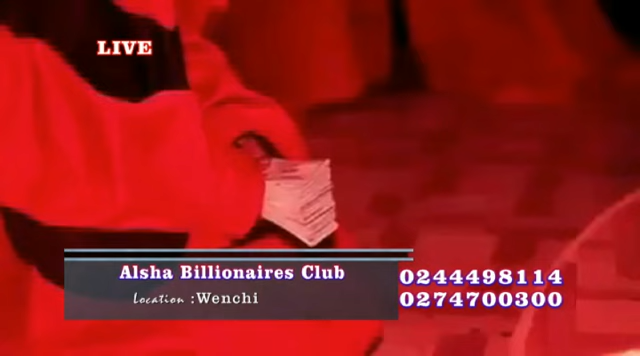 LIVE
Alsha Billionaires Club
Location :Wenchi
0244498114
0274700300